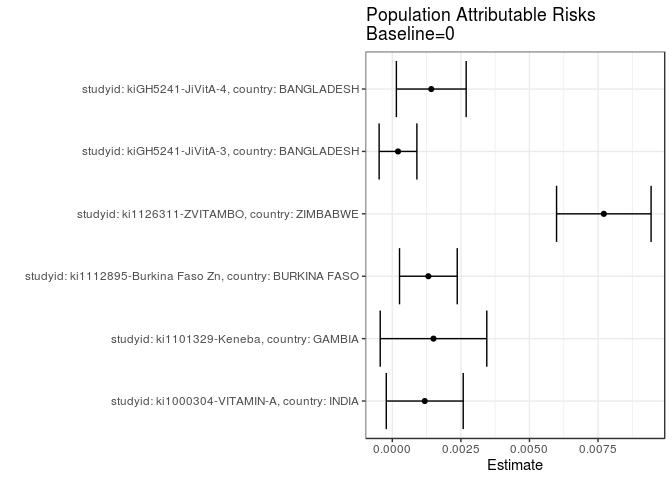 Population Attributable Risks
Baseline=0
studyid: kiGH5241-JiVitA-4, country: BANGLADESH
studyid: kiGH5241-JiVitA-3, country: BANGLADESH
studyid: ki1126311-ZVITAMBO, country: ZIMBABWE
studyid: ki1112895-Burkina Faso Zn, country: BURKINA FASO
studyid: ki1101329-Keneba, country: GAMBIA
studyid: ki1000304-VITAMIN-A, country: INDIA
0.0000 0.0025 0.0050 0.0075
Estimate